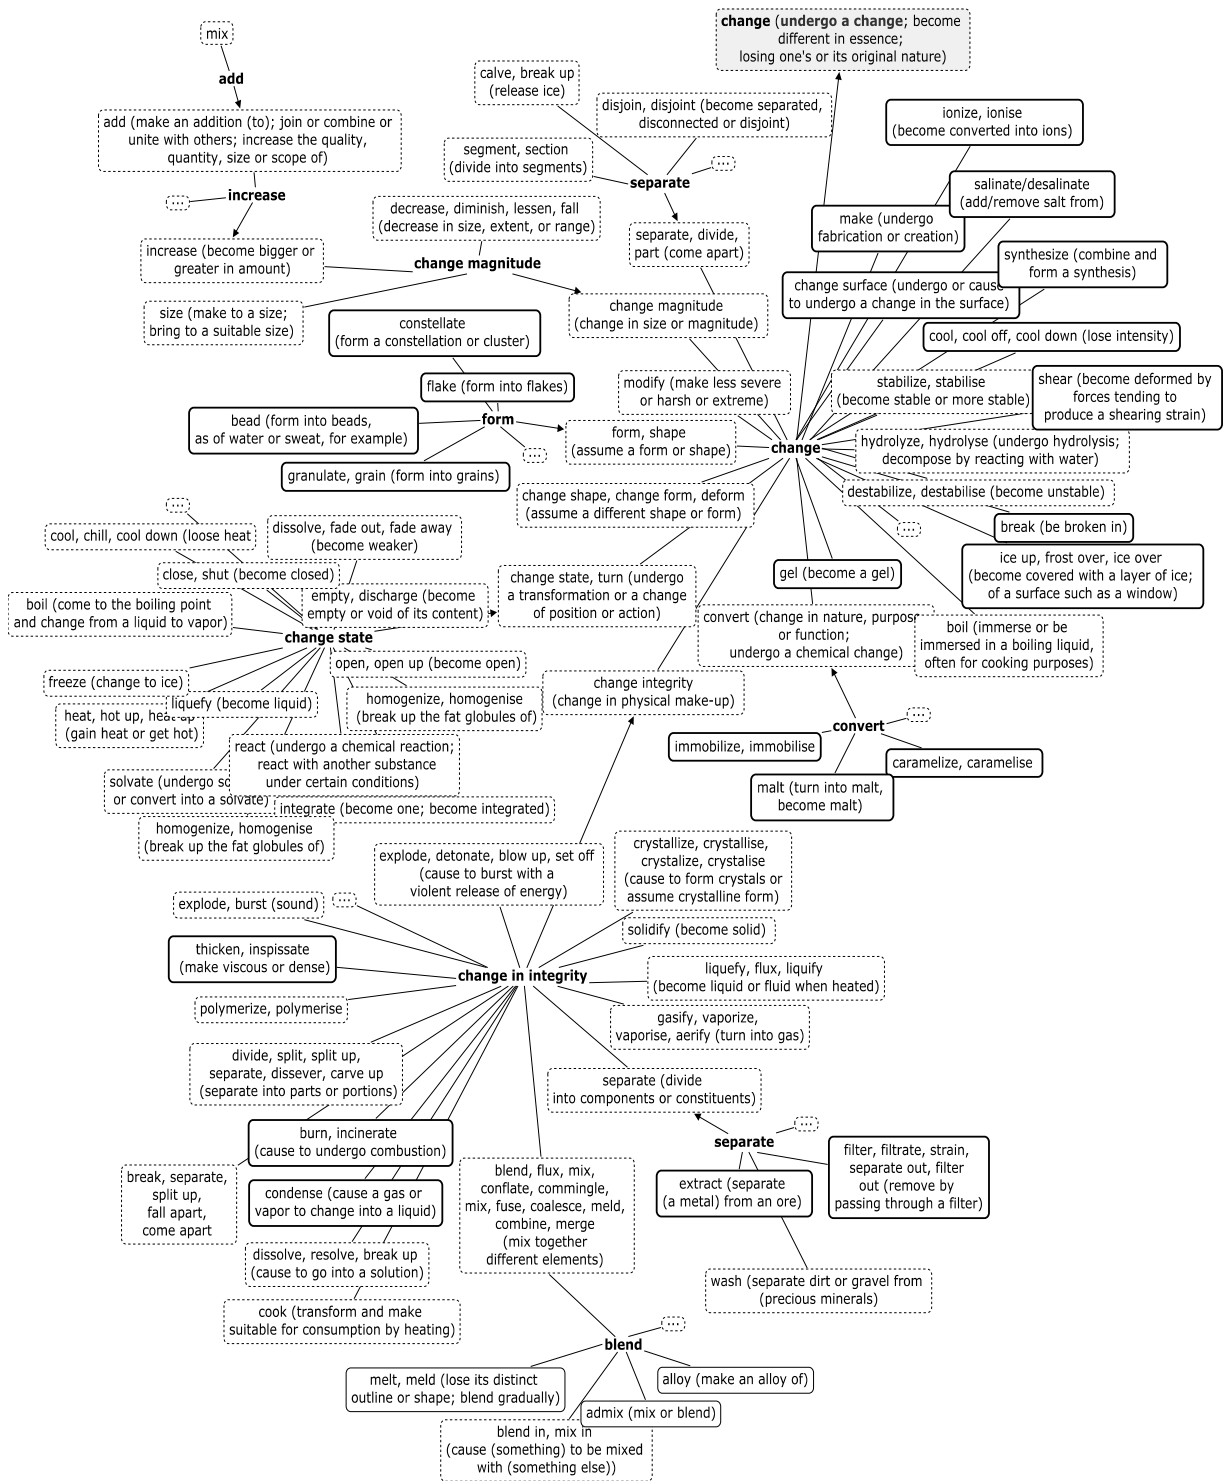 mix
add
add (make an addition (to); join or combine or
unite with others; increase the quality,
quantity, size or scope of)
...
increase
increase (become bigger or
greater in amount)
decrease, diminish, lessen, fall
(decrease in size, extent, or range)
change magnitude
size (make to a size;
bring to a suitable size)
calve, break up
(release ice)
disjoin, disjoint (become separated,
disconnected or disjoint)
segment, section
(divide into segments)
...
separate
separate, divide,
part (come apart)
change magnitude
(change in size or magnitude)
change (undergo a change; become
different in essence;
losing one's or its original nature)
ionize, ionise
(become converted into ions)
salinate/desalinate
(add/remove salt from)
make (undergo
fabrication or creation)
synthesize (combine and
form a synthesis)
change surface (undergo or cause
to undergo a change in the surface)
cool, cool off, cool down (lose intensity)
constellate
(form a constellation or cluster)
flake (form into flakes)
bead (form into beads,
as of water or sweat, for example)
form
...
granulate, grain (form into grains)
modify (make less severe
or harsh or extreme)
form, shape
(assume a form or shape)
change
stabilize, stabilise
(become stable or more stable)
shear (become deformed by
forces tending to
produce a shearing strain)
hydrolyze, hydrolyse (undergo hydrolysis;
decompose by reacting with water)
destabilize, destabilise (become unstable)
...
break (be broken in)
ice up, frost over, ice over
(become covered with a layer of ice;
of a surface such as a window)
change shape, change form, deform
(assume a different shape or form)
gel (become a gel)
...
cool, chill, cool down (loose heat
dissolve, fade out, fade away
(become weaker)
close, shut (become closed)
empty, discharge (become
empty or void of its content)
boil (come to the boiling point
and change from a liquid to vapor)
change state
change state, turn (undergo
a transformation or a change
of position or action)
convert (change in nature, purpose
or function;
undergo a chemical change)
boil (immerse or be
immersed in a boiling liquid,
often for cooking purposes)
open, open up (become open)
freeze (change to ice)
liquefy (become liquid)
homogenize, homogenise
(break up the fat globules of)
heat, hot up, heat up
(gain heat or get hot)
change integrity
(change in physical make-up)
react (undergo a chemical reaction;
react with another substance
under certain conditions)
solvate (undergo
or convert into a solvate)
integrate (become one; become integrated)
homogenize, homogenise
(break up the fat globules of)
...
convert
immobilize, immobilise
caramelize, caramelise
malt (turn into malt,
become malt)
explode, detonate, blow up, set off
(cause to burst with a
violent release of energy)
crystallize, crystallise,
crystalize, crystalise
(cause to form crystals or
assume crystalline form)
explode, burst (sound)
...
solidify (become solid)
thicken, inspissate
(make viscous or dense)
change in integrity
liquefy, flux, liquify
(become liquid or fluid when heated)
polymerize, polymerise
gasify, vaporize,
vaporise, aerify (turn into gas)
divide, split, split up,
separate, dissever, carve up
(separate into parts or portions)
separate (divide
into components or constituents)
burn, incinerate
(cause to undergo combustion)
...
separate
filter, filtrate, strain,
separate out, filter
out (remove by
passing through a filter)
break, separate,
split up,
fall apart,
come apart
condense (cause a gas or
vapor to change into a liquid)
blend, flux, mix,
conflate, commingle,
mix, fuse, coalesce, meld,
combine, merge
(mix together
different elements)
extract (separate
(a metal) from an ore)
dissolve, resolve, break up
(cause to go into a solution)
wash (separate dirt or gravel from
(precious minerals)
cook (transform and make
suitable for consumption by heating)
...
blend
melt, meld (lose its distinct
outline or shape; blend gradually)
alloy (make an alloy of)
admix (mix or blend)
blend in, mix in
(cause (something) to be mixed
with (something else))